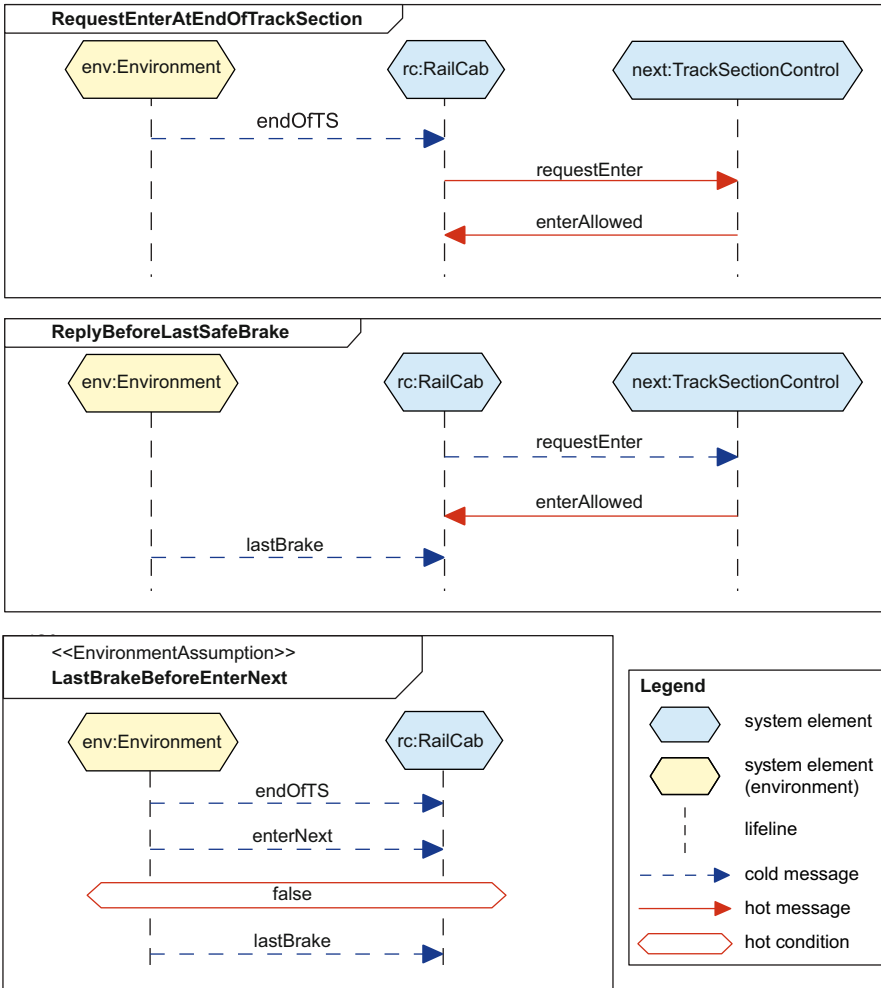 RequestEnterAtEndOfTrackSection
env:Environment
rc:RailCab
next:TrackSectionControl
endOfTS
requestEnter
enterAllowed
ReplyBeforeLastSafeBrake
env:Environment
rc:RailCab
next:TrackSectionControl
requestEnter
enterAllowed
lastBrake
<<EnvironmentAssumption>>
LastBrakeBeforeEnterNext
env:Environment
rc:RailCab
endOfTS
enterNext
false
lastBrake
Legend
system element
system element
(environment)
lifeline
cold message
hot message
hot condition